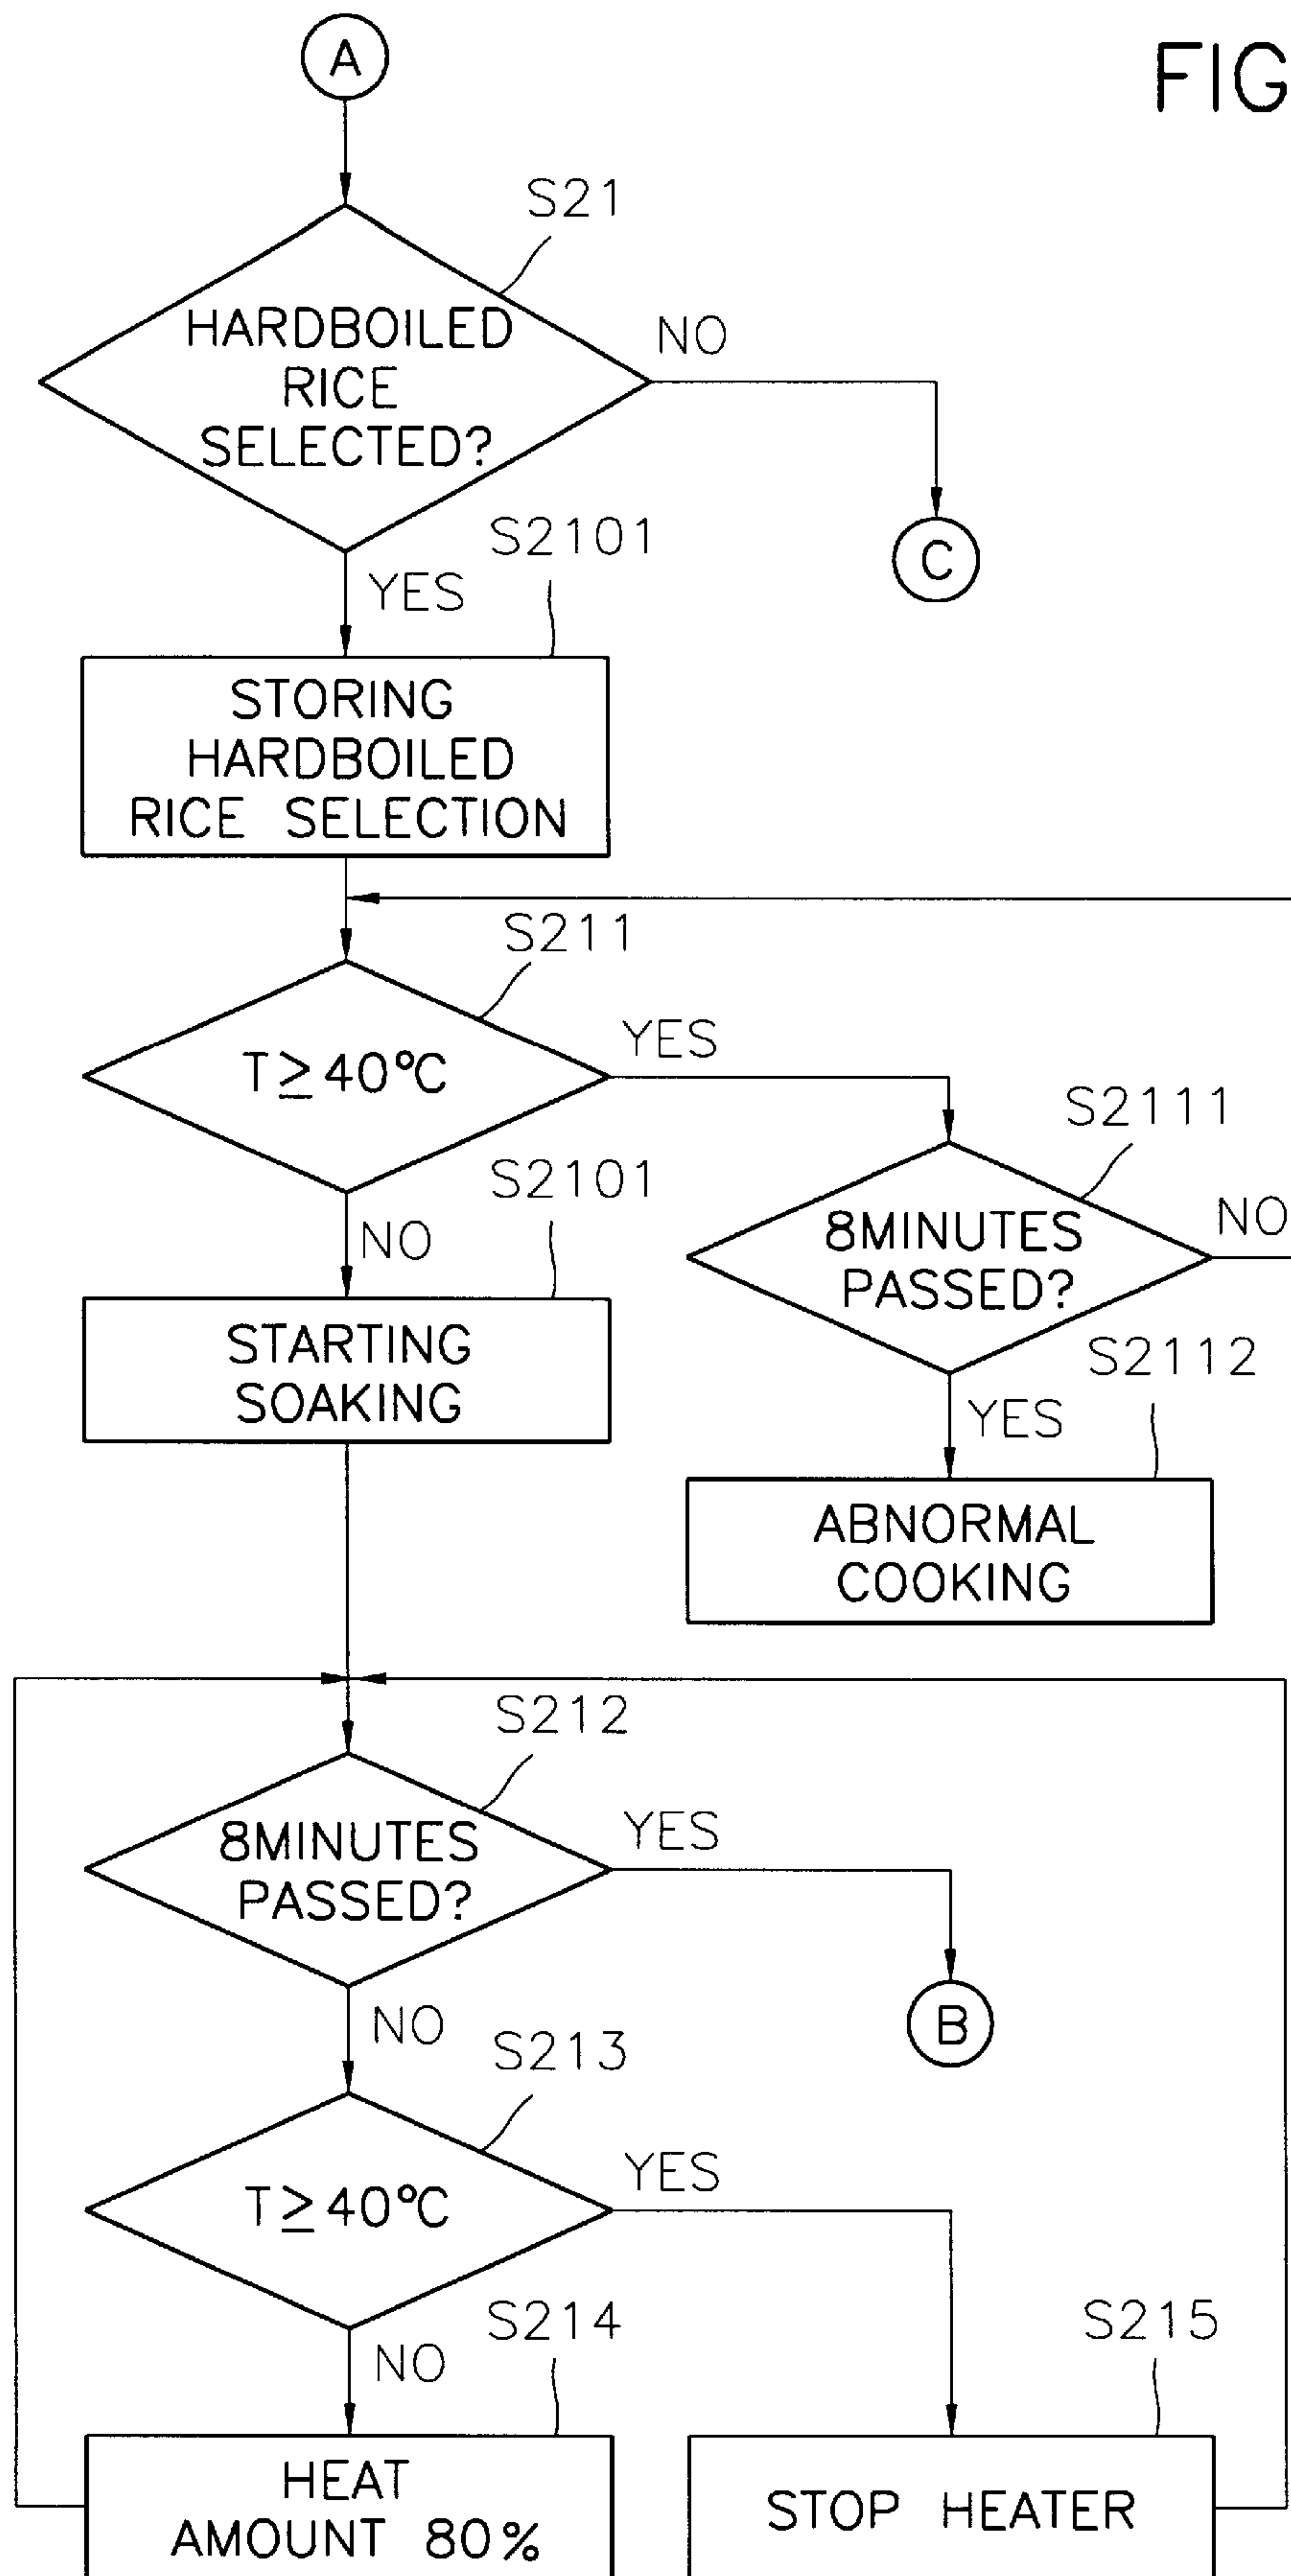 A
FIG
S21
HARDBOILED
RICE
SELECTED?
NO
C
YES
S2101
STORING
HARDBOILED
RICE SELECTION
S211
T≥40°C
YES
S2111
8MINUTES
PASSED?
NO
NO
S2101
STARTING
SOAKING
YES
S2112
ABNORMAL
COOKING
S212
8MINUTES
PASSED?
YES
B
NO
S213
T≥40°C
YES
NO
S214
HEAT
AMOUNT 80%
S215
STOP HEATER